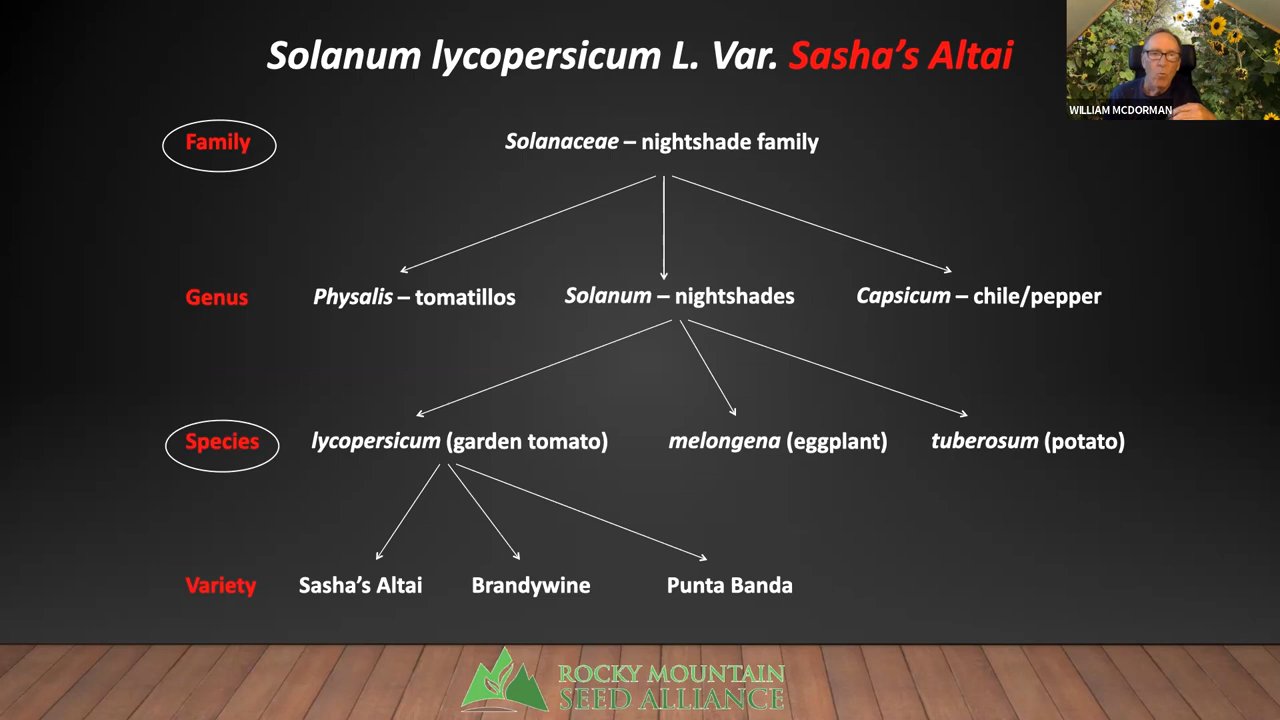 Solanum lycopersicum L. Var. Sasha's Altai
WILLIAM MCDORMAN
Family
Solanaceae – nightshade family
Genus
Physalis – tomatillos
Solanum – nightshades
Capsicum – chile/pepper
Species
lycopersicum (garden tomato)
melongena (eggplant)
tuberosum (potato)
Variety
Sasha's Altai
Brandywine
Punta Banda
ROCKY MOUNTAIN
SEED ALLIANCE